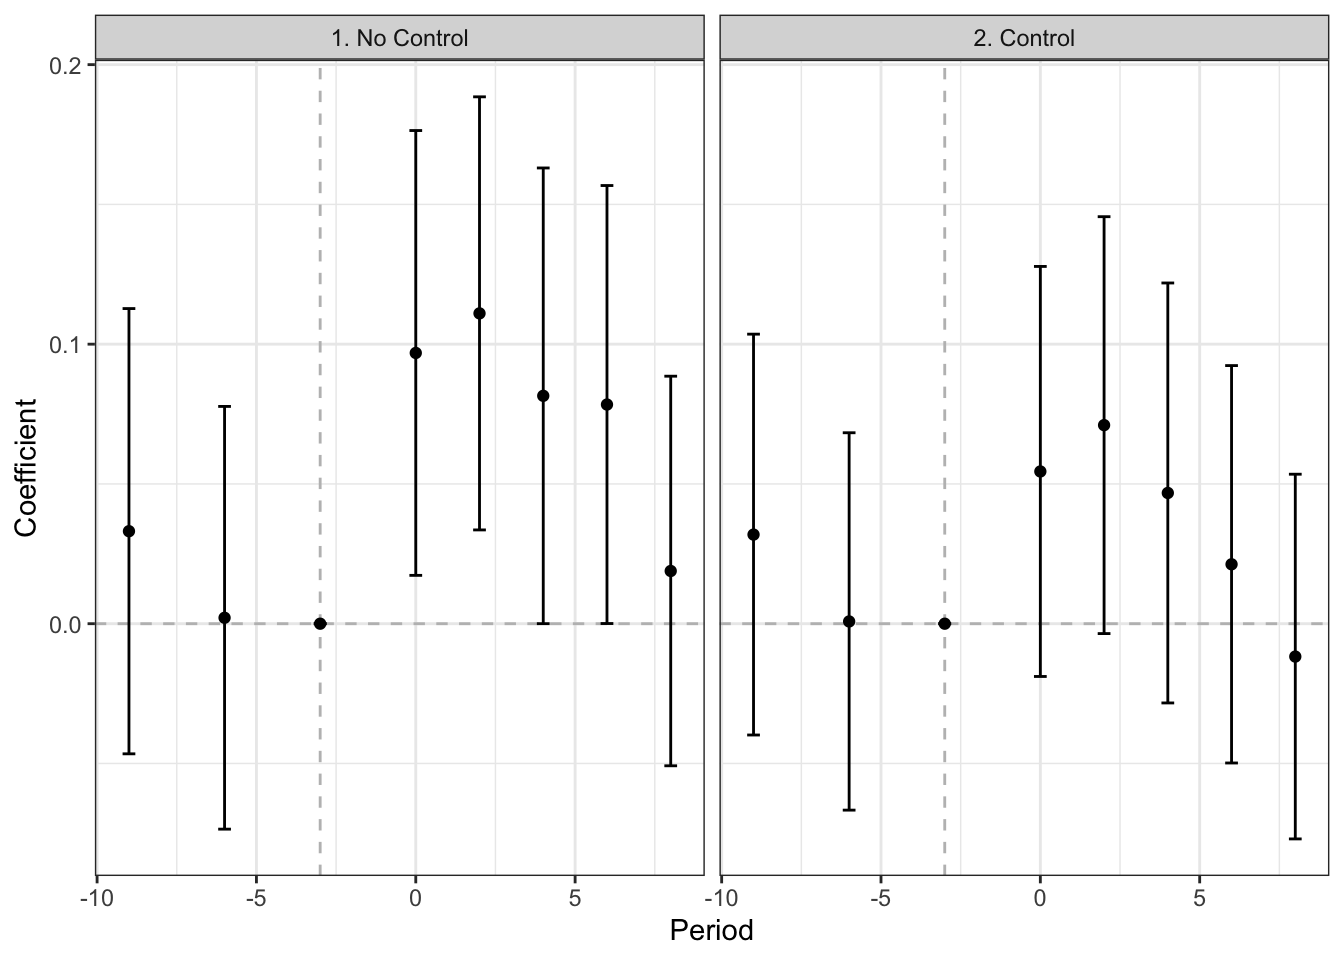 1. No Control
2. Control
0.2
0.1
0.0
Coefficient
-10 -5 0 5
-10 -5 0 5
Period